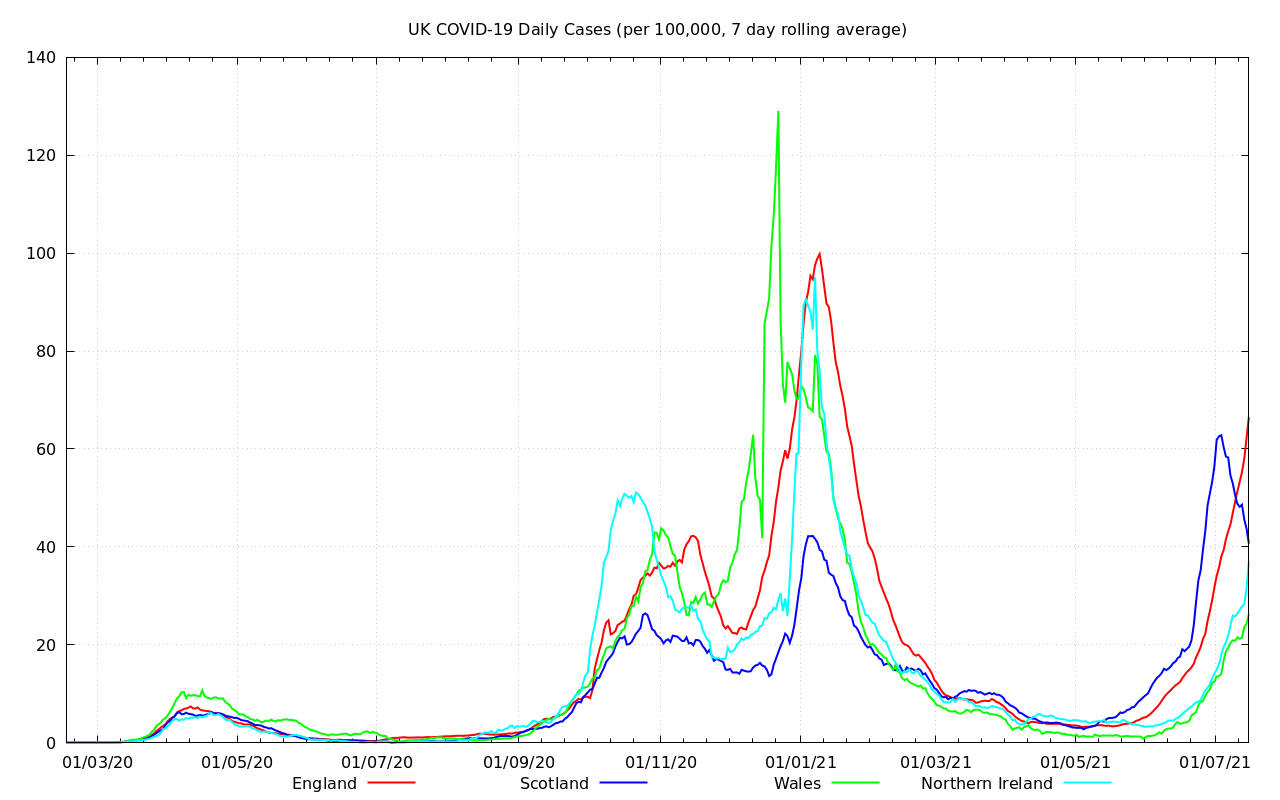 UK COVID-19 Daily Cases (per 100,000, 7 day rolling average)
140
120
100
80
60
40
20
0
01/03/20 01/05/20 01/07/20 01/09/20 01/11/20 01/01/21 01/03/21 01/05/21 01/07/21
England Scotland Wales Northern Ireland